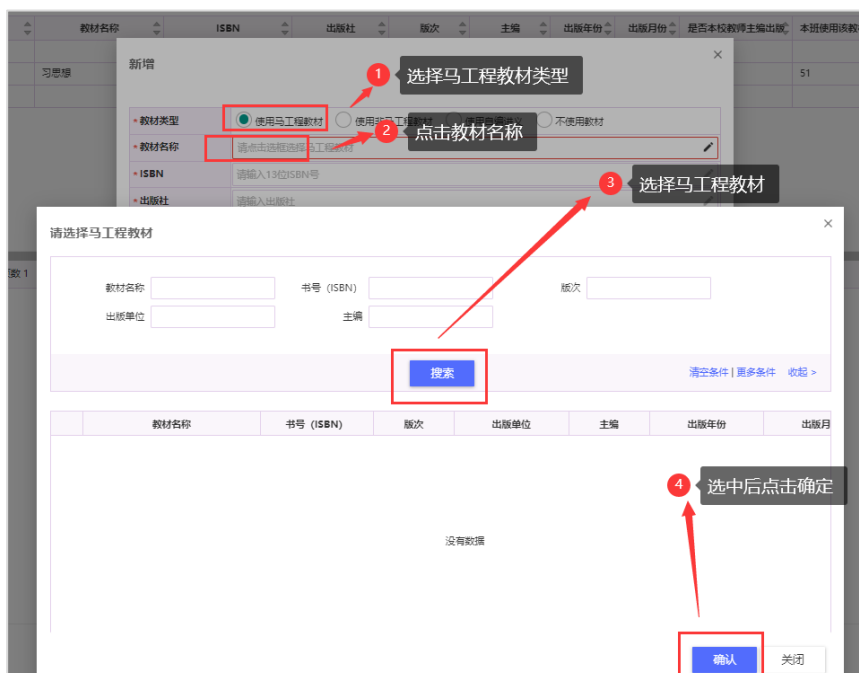 教材名称 ISBN 出版社 版次 主编 出版年份 出版月份 是否本校教师主编出版 本班使用该教
习思想 51
新增
1 选择马工程教材类型
* 教材类型 使用马工程教材 使用非马工程教材 不使用教材
2 点击教材名称
* 教材名称 请点击选框选择马工程教材
* ISBN 请输入13位ISBN号
3 选择马工程教材
* 出版社 请输入出版社
请选择马工程教材
数 1
教材名称 书号 (ISBN) 版次
出版单位 主编
搜索 清空条件 | 更多条件 收起 >
教材名称 书号 (ISBN) 版次 出版单位 主编 出版年份 出版月
4 选中后点击确定
没有数据
确认 关闭